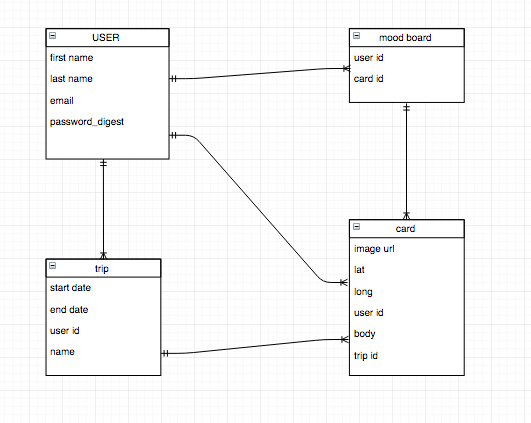 USER
first name
last name
email
password_digest
mood board
user id
card id
trip
start date
end date
user id
name
card
image url
lat
long
user id
body
trip id